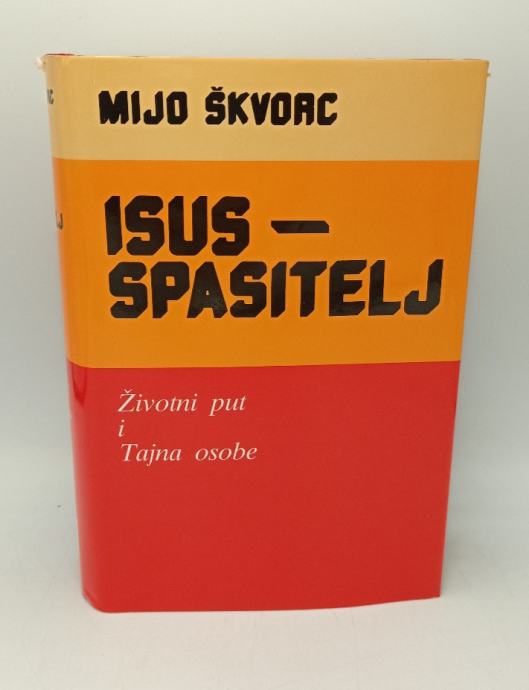 MIJO ŠKVORC
ISUS —
SPASITELJ
Životni put
i
Tajna osobe